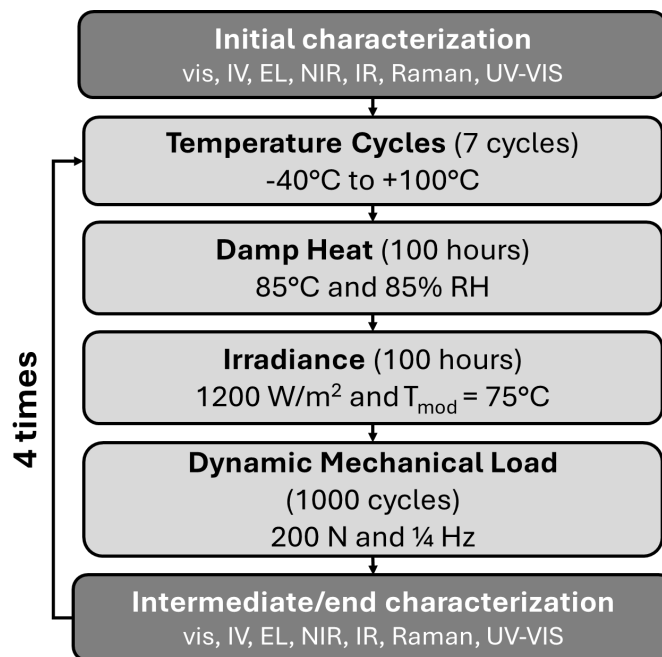 Initial characterization
vis, IV, EL, NIR, IR, Raman, UV-VIS
Temperature Cycles (7 cycles)
-40°C to +100°C
Damp Heat (100 hours)
85°C and 85% RH
Irradiance (100 hours)
1200 W/m² and Tmod = 75°C
Dynamic Mechanical Load
(1000 cycles)
200 N and ¼ Hz
Intermediate/end characterization
vis, IV, EL, NIR, IR, Raman, UV-VIS
4 times